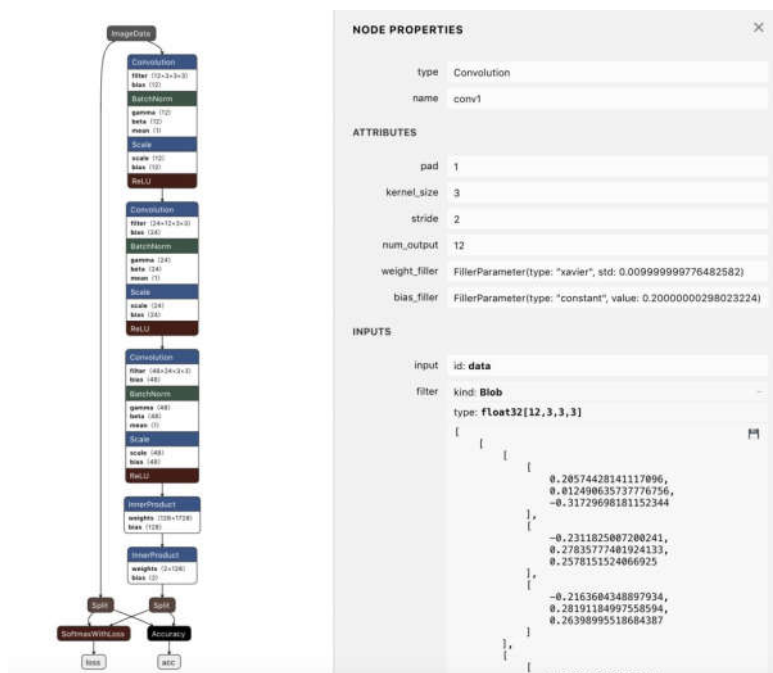 ImageData
Convolution
filter ⟨12×3×3×3⟩
bias ⟨12⟩
BatchNorm
gamma ⟨12⟩
beta ⟨12⟩
mean ⟨1⟩
Scale
scale ⟨12⟩
bias ⟨12⟩
ReLU
Convolution
filter ⟨24×12×3×3⟩
bias ⟨24⟩
BatchNorm
gamma ⟨24⟩
beta ⟨24⟩
mean ⟨1⟩
Scale
scale ⟨24⟩
bias ⟨24⟩
ReLU
Convolution
filter ⟨48×24×3×3⟩
bias ⟨48⟩
BatchNorm
gamma ⟨48⟩
beta ⟨48⟩
mean ⟨1⟩
Scale
scale ⟨48⟩
bias ⟨48⟩
ReLU
InnerProduct
weights ⟨128×1728⟩
bias ⟨128⟩
InnerProduct
weights ⟨2×128⟩
bias ⟨2⟩
Split Split
SoftmaxWithLoss Accuracy
loss acc
NODE PROPERTIES ×
type Convolution
name conv1
ATTRIBUTES
pad 1
kernel_size 3
stride 2
num_output 12
weight_filler FillerParameter(type: "xavier", std: 0.009999999776482582)
bias_filler FillerParameter(type: "constant", value: 0.20000000298023224)
INPUTS
input id: data
filter kind: Blob -
type: float32[12,3,3,3]
[
[
[
[
0.20574428141117096,
0.012490635737776756,
-0.31729698181152344
],
[
-0.2311825007200241,
0.27835777401924133,
0.2578151524066925
],
[
-0.2163604348897934,
0.28191184997558594,
0.26398995518684387
]
],
[
[